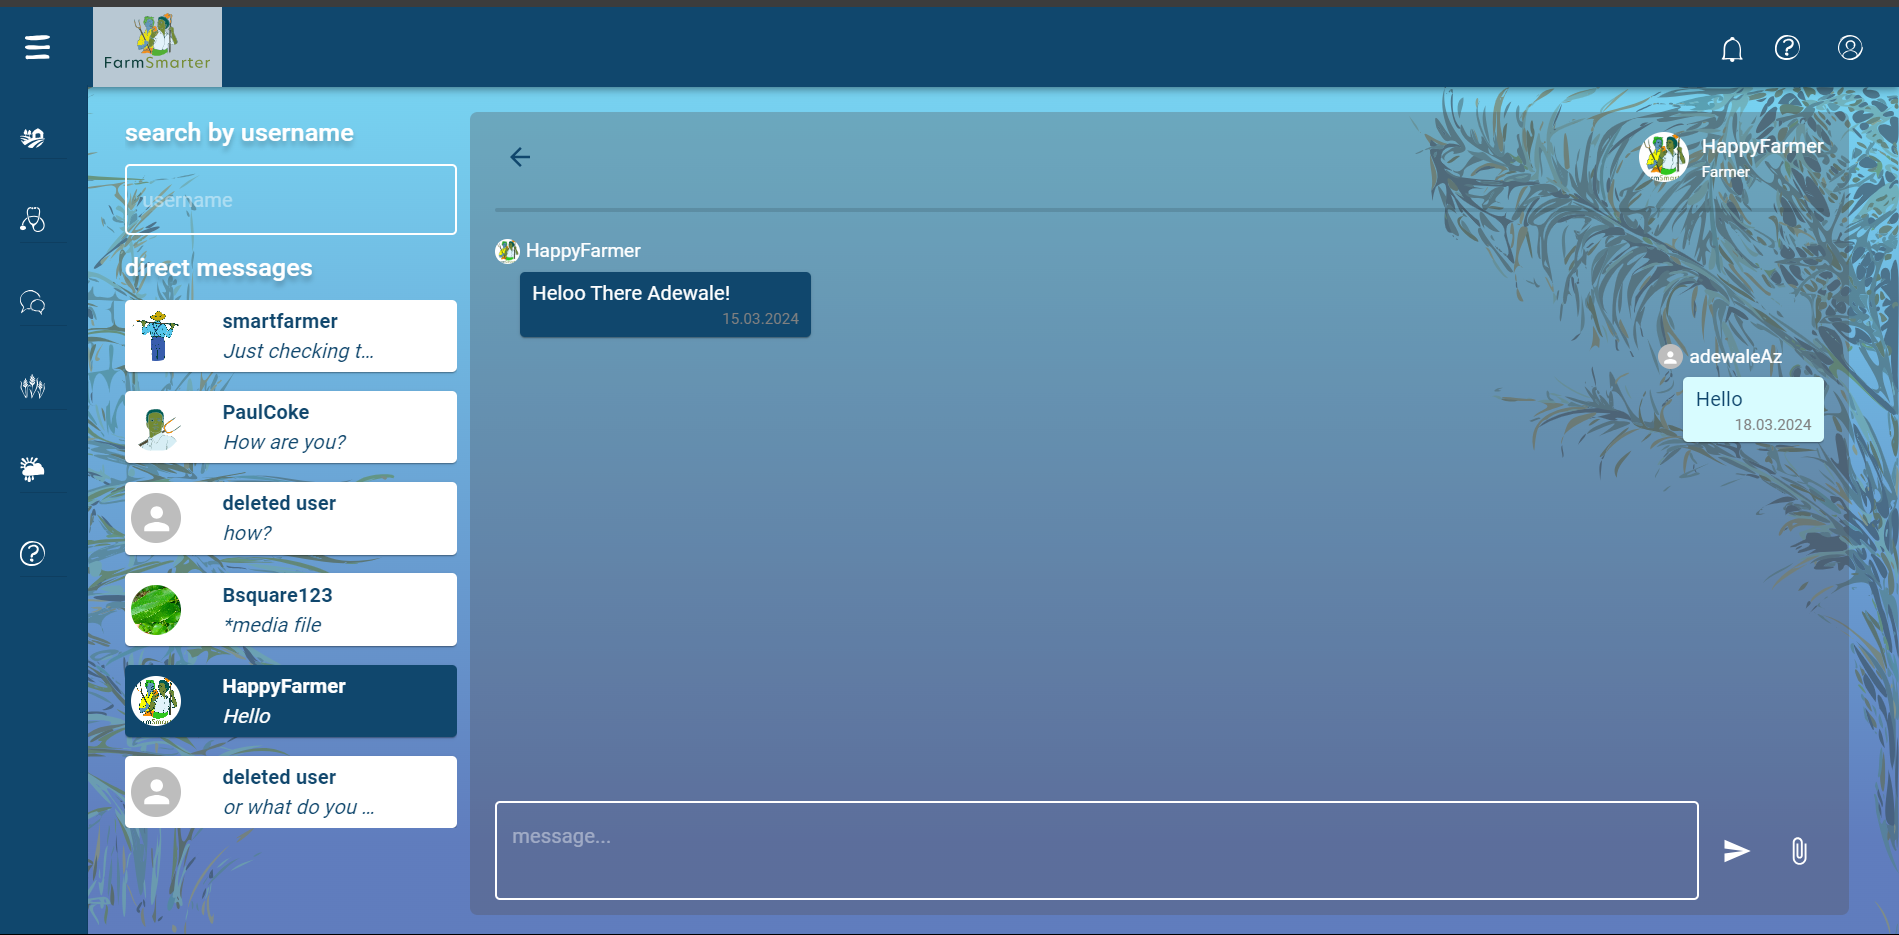 FarmSmarter
search by username
username
direct messages
smartfarmer
Just checking t...
PaulCoke
How are you?
deleted user
how?
Bsquare123
*media file
HappyFarmer
Hello
deleted user
or what do you ...
HappyFarmer
Farmer
HappyFarmer
Heloo There Adewale!
15.03.2024
adewaleAz
Hello
18.03.2024
message...